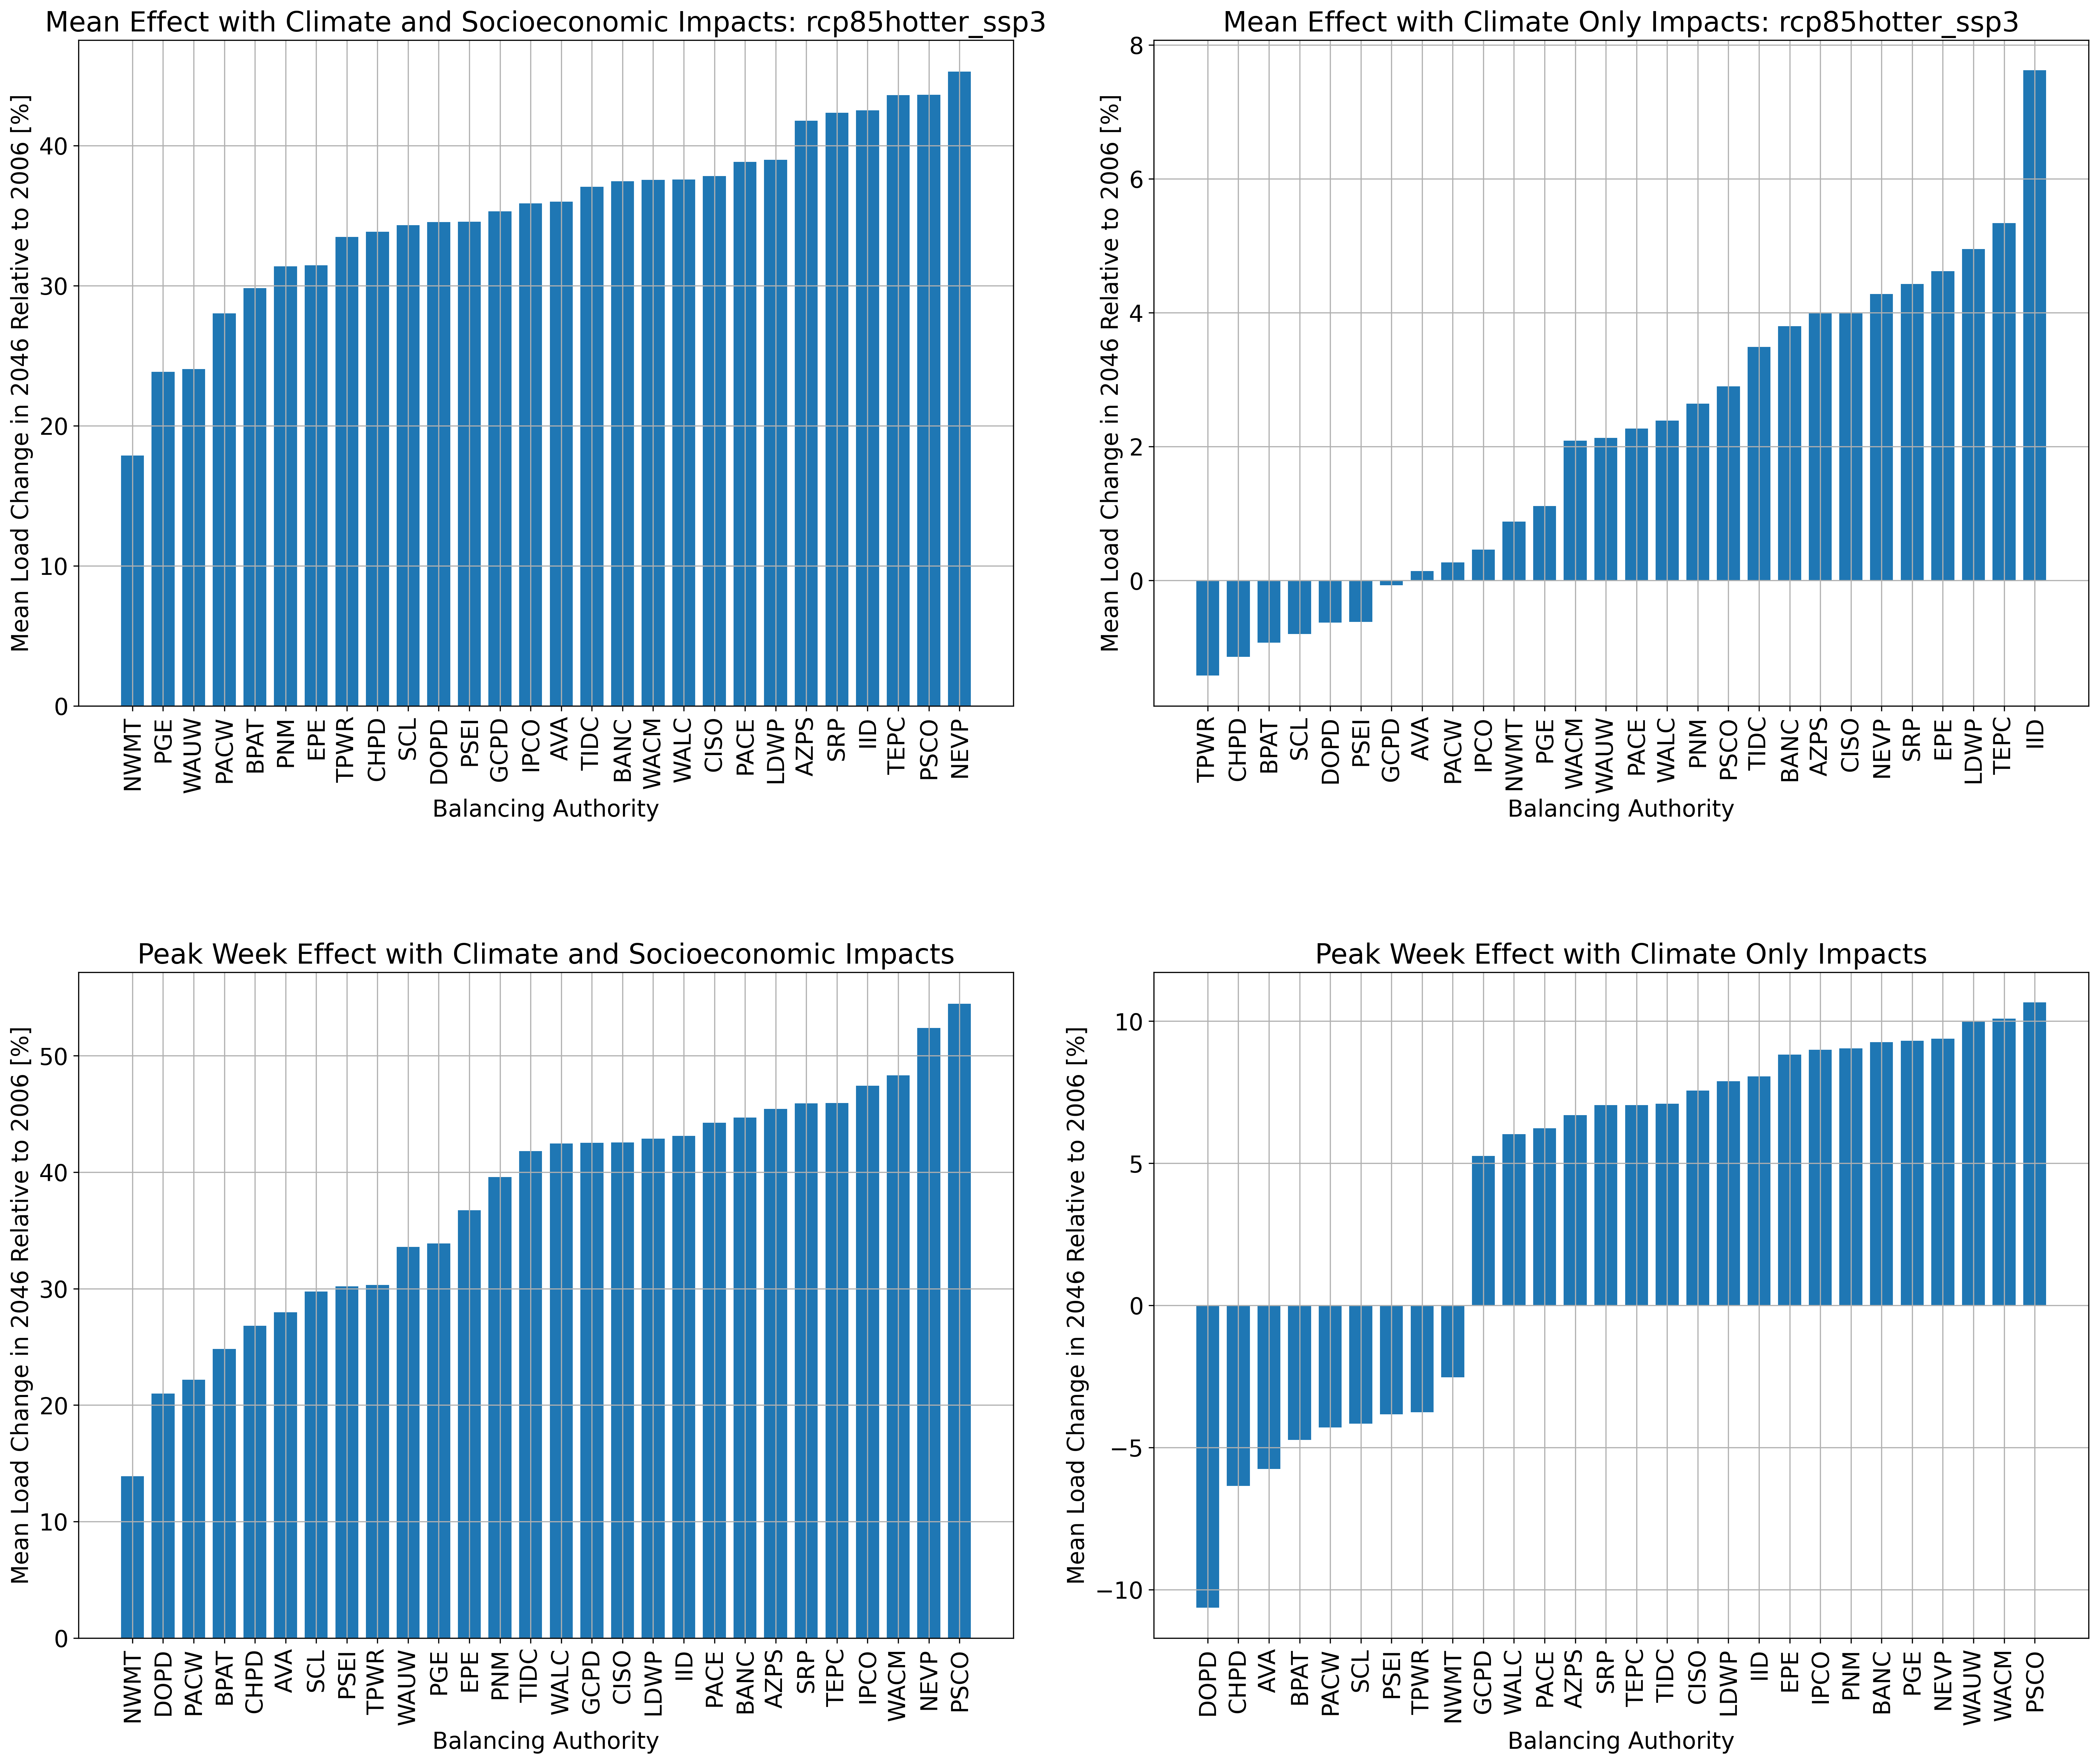 Mean Effect with Climate and Socioeconomic Impacts: rcp85hotter_ssp3
Mean Load Change in 2046 Relative to 2006 [%]
40
30
20
10
0
NWMT
PGE
WAUW
PACW
BPAT
PNM
EPE
TPWR
CHPD
SCL
DOPD
PSEI
GCPD
IPCO
AVA
TIDC
BANC
WACM
WALC
CISO
PACE
LDWP
AZPS
SRP
IID
TEPC
PSCO
NEVP
Balancing Authority
Mean Effect with Climate Only Impacts: rcp85hotter_ssp3
Mean Load Change in 2046 Relative to 2006 [%]
8
6
4
2
0
TPWR
CHPD
BPAT
SCL
DOPD
PSEI
GCPD
AVA
PACW
IPCO
NWMT
PGE
WACM
WAUW
PACE
WALC
PNM
PSCO
TIDC
BANC
AZPS
CISO
NEVP
SRP
EPE
LDWP
TEPC
IID
Balancing Authority
Peak Week Effect with Climate and Socioeconomic Impacts
Mean Load Change in 2046 Relative to 2006 [%]
50
40
30
20
10
0
NWMT
DOPD
PACW
BPAT
CHPD
AVA
SCL
PSEI
TPWR
WAUW
PGE
EPE
PNM
TIDC
WALC
GCPD
CISO
LDWP
IID
PACE
BANC
AZPS
SRP
TEPC
IPCO
WACM
NEVP
PSCO
Balancing Authority
Peak Week Effect with Climate Only Impacts
Mean Load Change in 2046 Relative to 2006 [%]
10
5
0
−5
−10
DOPD
CHPD
AVA
BPAT
PACW
SCL
PSEI
TPWR
NWMT
GCPD
WALC
PACE
AZPS
SRP
TEPC
TIDC
CISO
LDWP
IID
EPE
IPCO
PNM
BANC
PGE
NEVP
WAUW
WACM
PSCO
Balancing Authority